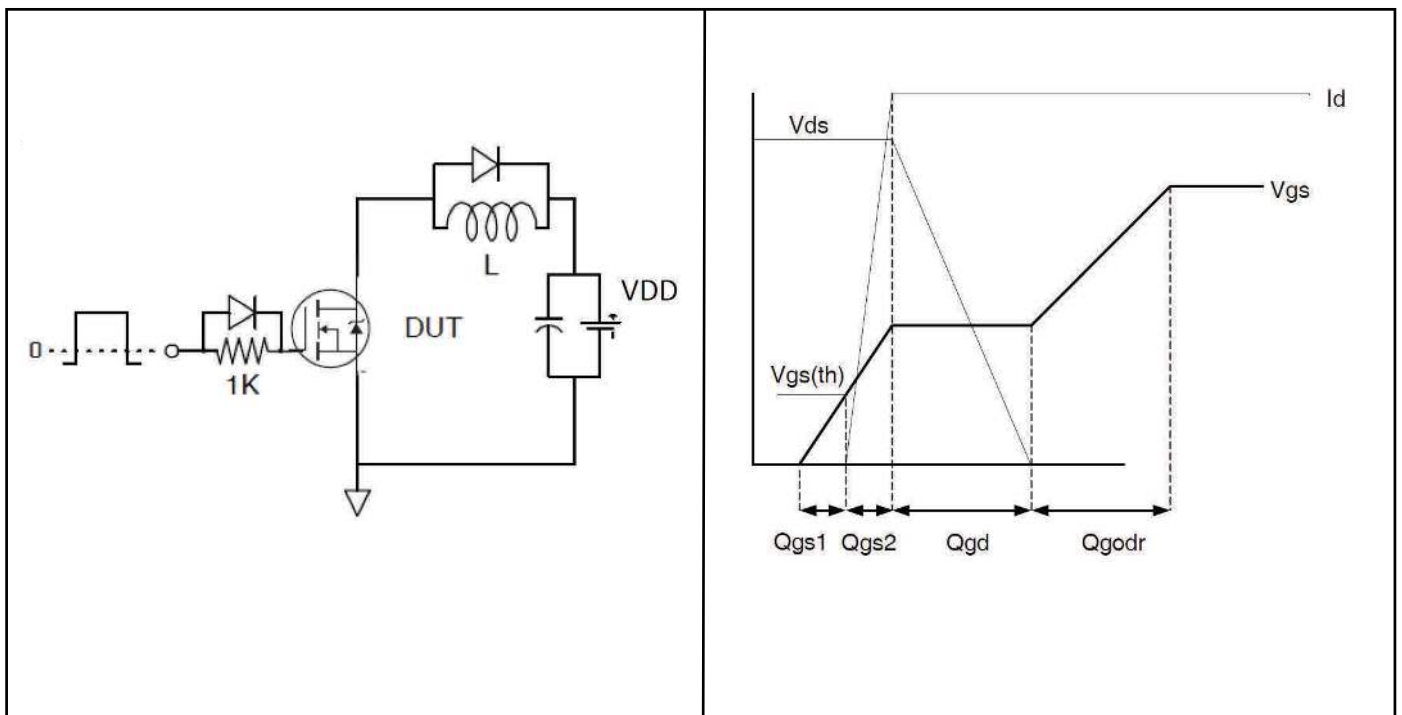 L
VDD
DUT
0
1K
Id
Vds
Vgs
Vgs(th)
Qgs1 Qgs2 Qgd Qgodr